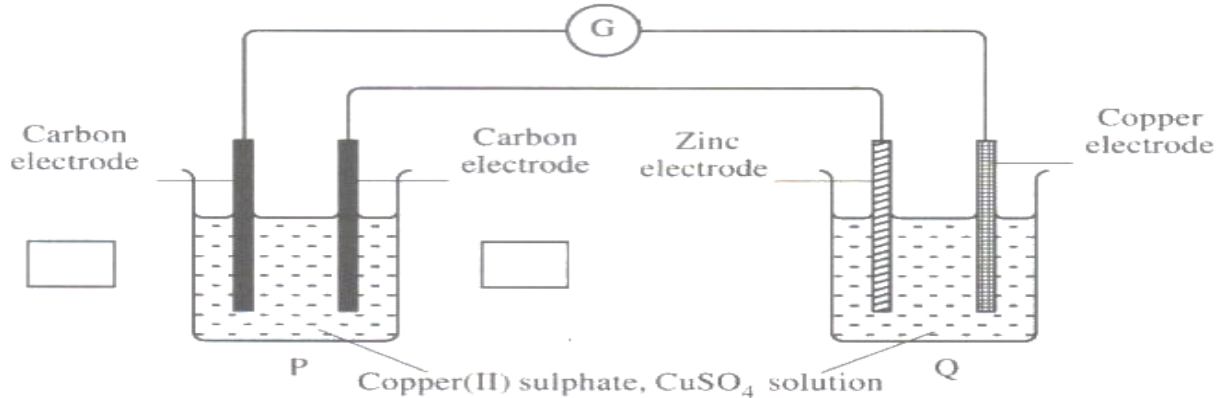 G
Carbon
electrode
Carbon
electrode
Zinc
electrode
Copper
electrode
P
Q
Copper(II) sulphate, CuSO₄ solution